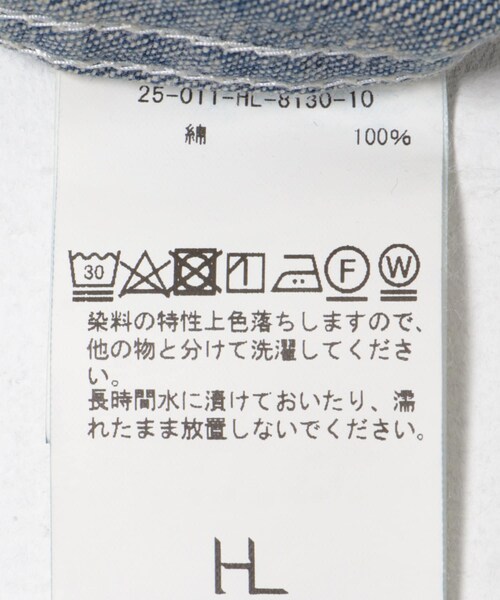 25-011-HL-8130-10
綿 100%
30
F W
染料の特性上色落ちしますので、
他の物と分けて洗濯してくださ
い。
長時間水に漬けておいたり、濡
れたまま放置しないでください。
HL